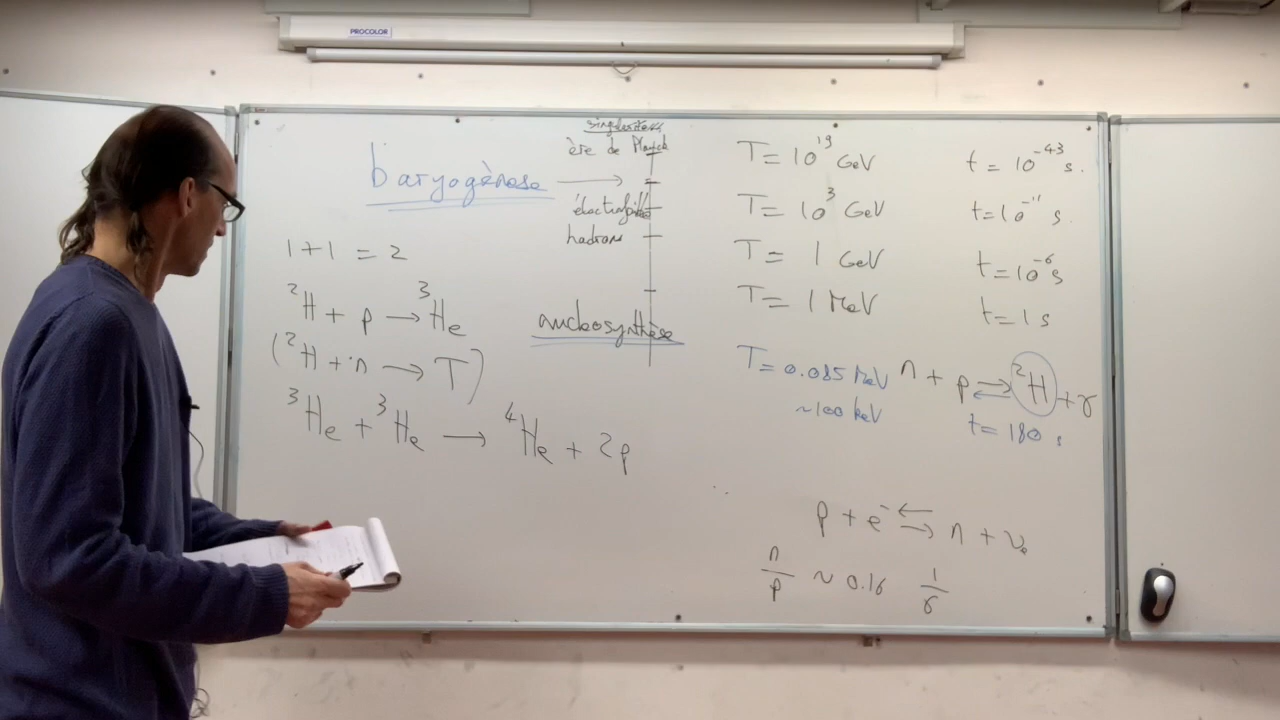 PROCOLOR
singularité
ère de Planck
baryogénèse →
électrofaible
hadrons
1 + 1 = 2
²H + p → ³He
(²H + n → T)
³He + ³He → ⁴He + 2p
nucleosynthèse
T = 10¹⁹ GeV t = 10⁻⁴³ s.
T = 10³ GeV t = 10⁻¹¹ s.
T = 1 GeV t = 10⁻⁶ s
T = 1 MeV t = 1 s
T = 0.085 MeV n + p ⇄ ²H + γ
~100 keV t = 180 s
p + e⁻ ⇄ n + νₑ
n/p ~ 0.16 1/6